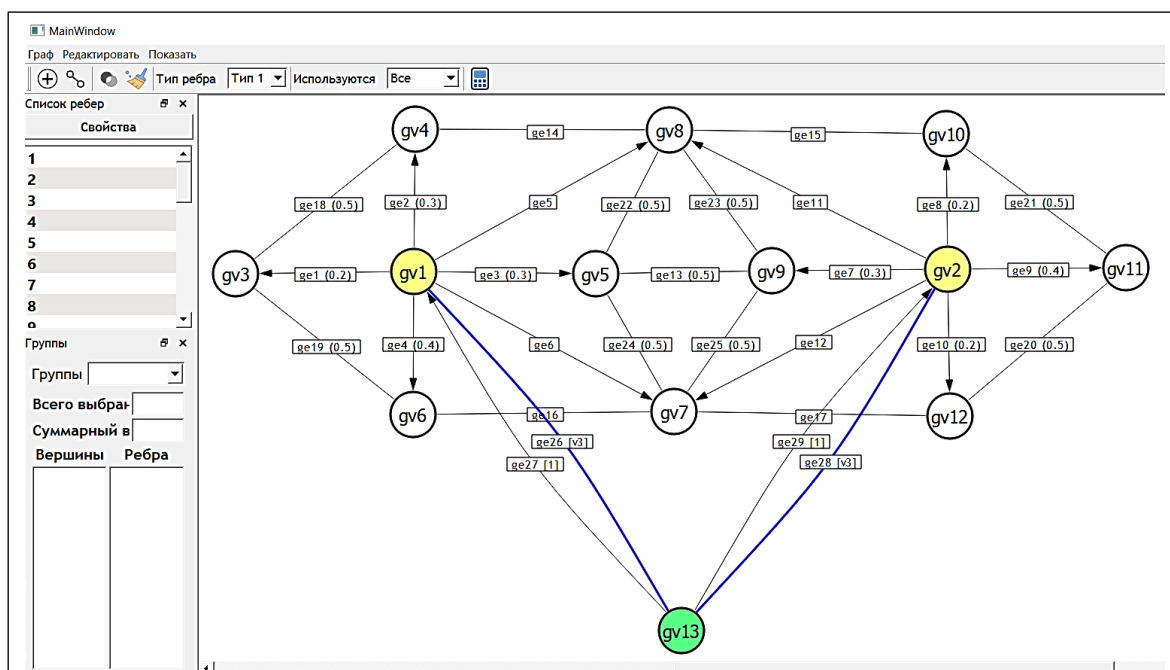 MainWindow
Граф Редактировать Показать
Тип ребра Тип 1 Используются Все
Список ребер
Свойства
1
2
3
4
5
6
7
8
9
Группы
Группы
Всего выбран
Суммарный в
Вершины Ребра
gv4 ge14 gv8 ge15 gv10
ge18 (0.5) ge2 (0.3) ge5 ge22 (0.5) ge23 (0.5) ge11 ge8 (0.2) ge21 (0.5)
gv3 ge1 (0.2) gv1 ge3 (0.3) gv5 ge13 (0.5) gv9 ge7 (0.3) gv2 ge9 (0.4) gv11
ge19 (0.5) ge4 (0.4) ge6 ge24 (0.5) ge25 (0.5) ge12 ge10 (0.2) ge20 (0.5)
gv6 ge16 gv7 ge17 gv12
ge26 [v3] ge29 [1]
ge27 [1] ge28 [v3]
gv13